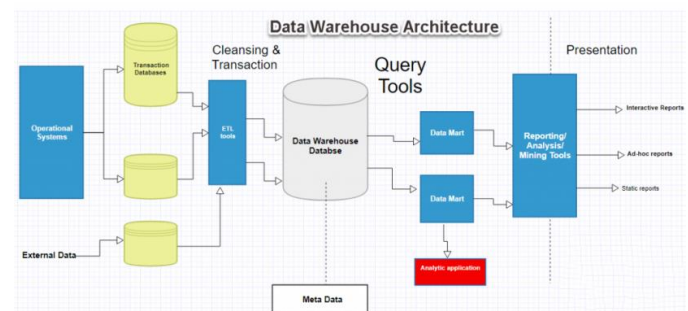 Data Warehouse Architecture
Cleansing &
Transaction
Query
Tools
Presentation
Transaction
Databases
Operational
Systems
ETL
tools
Data Warehouse
Databse
Data Mart
Data Mart
Reporting/
Analysis/
Mining Tools
Interactive Reports
Ad-hoc reports
Static reports
External Data
Analytic application
Meta Data